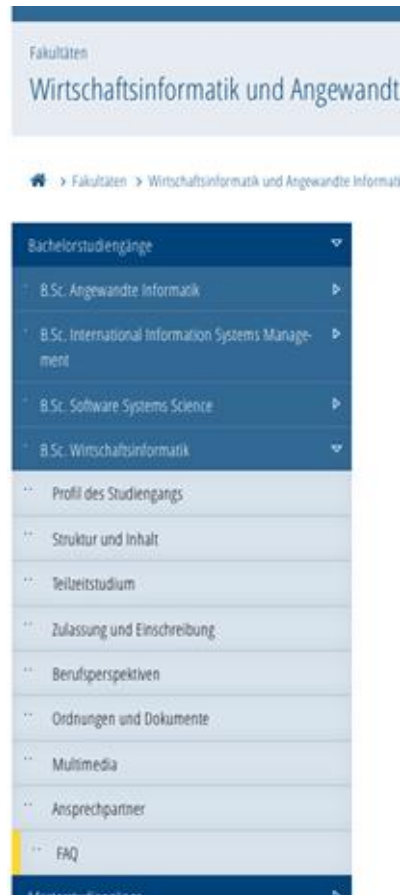 Fakultäten
Wirtschaftsinformatik und Angewandt
> Fakultäten > Wirtschaftsinformatik und Angewandte Informati
Bachelorstudiengänge
B.Sc. Angewandte Informatik
B.Sc. International Information Systems Manage-
ment
B.Sc. Software Systems Science
B.Sc. Wirtschaftsinformatik
Profil des Studiengangs
Struktur und Inhalt
Teilzeitstudium
Zulassung und Einschreibung
Berufsperspektiven
Ordnungen und Dokumente
Multimedia
Ansprechpartner
FAQ
Masterstudiengänge